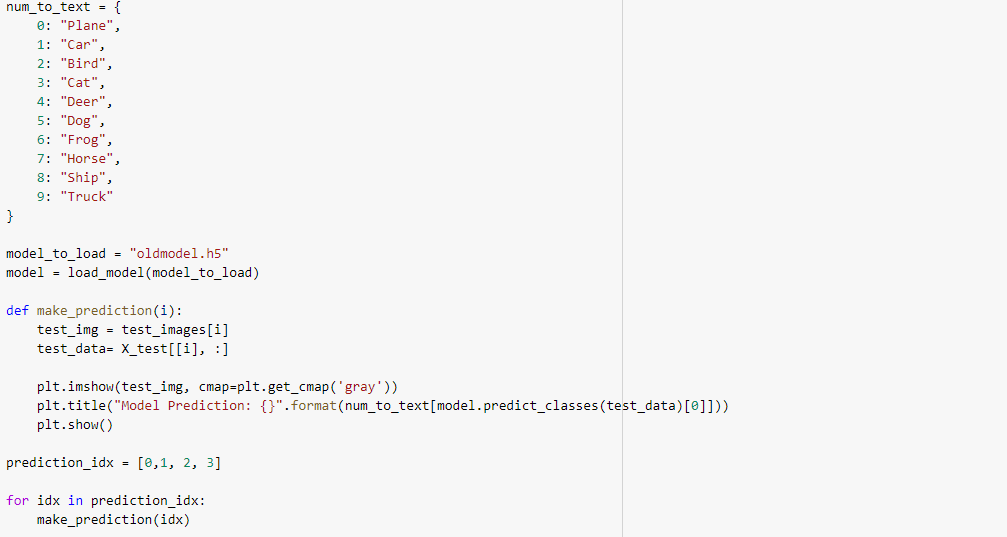 num_to_text = {
    0: "Plane",
    1: "Car",
    2: "Bird",
    3: "Cat",
    4: "Deer",
    5: "Dog",
    6: "Frog",
    7: "Horse",
    8: "Ship",
    9: "Truck"
}

model_to_load = "oldmodel.h5"
model = load_model(model_to_load)

def make_prediction(i):
    test_img = test_images[i]
    test_data= X_test[[i], :]

    plt.imshow(test_img, cmap=plt.get_cmap('gray'))
    plt.title("Model Prediction: {}".format(num_to_text[model.predict_classes(test_data)[0]]))
    plt.show()

prediction_idx = [0,1, 2, 3]

for idx in prediction_idx:
    make_prediction(idx)